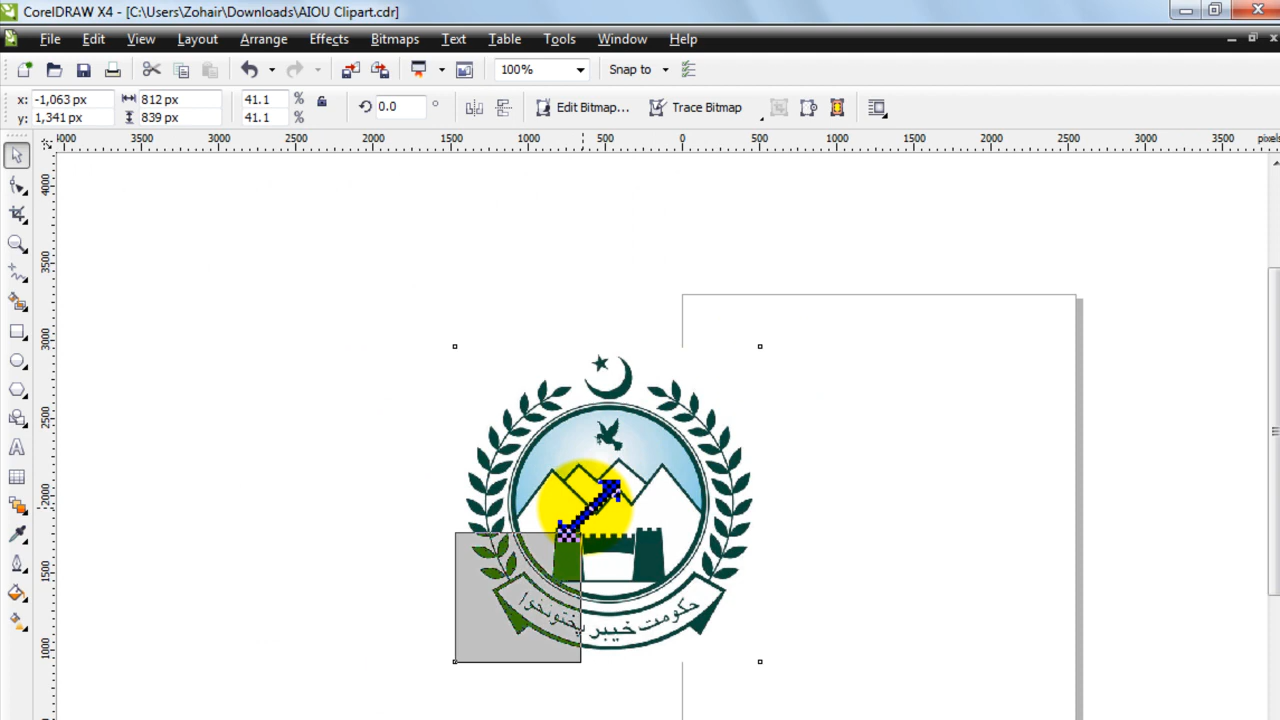 CorelDRAW X4 - [C:\Users\Zohair\Downloads\AIOU Clipart.cdr]
File Edit View Layout Arrange Effects Bitmaps Text Table Tools Window Help
100% Snap to
x: -1,063 px 812 px 41.1 % 0.0 ° Edit Bitmap... Trace Bitmap
y: 1,341 px 839 px 41.1 %
4000 3500 3000 2500 2000 1500 1000 500 0 500 1000 1500 2000 2500 3000 3500 pixels
4000
3500
3000
2500
2000
1500
1000
حکومت خیبر پختونخوا